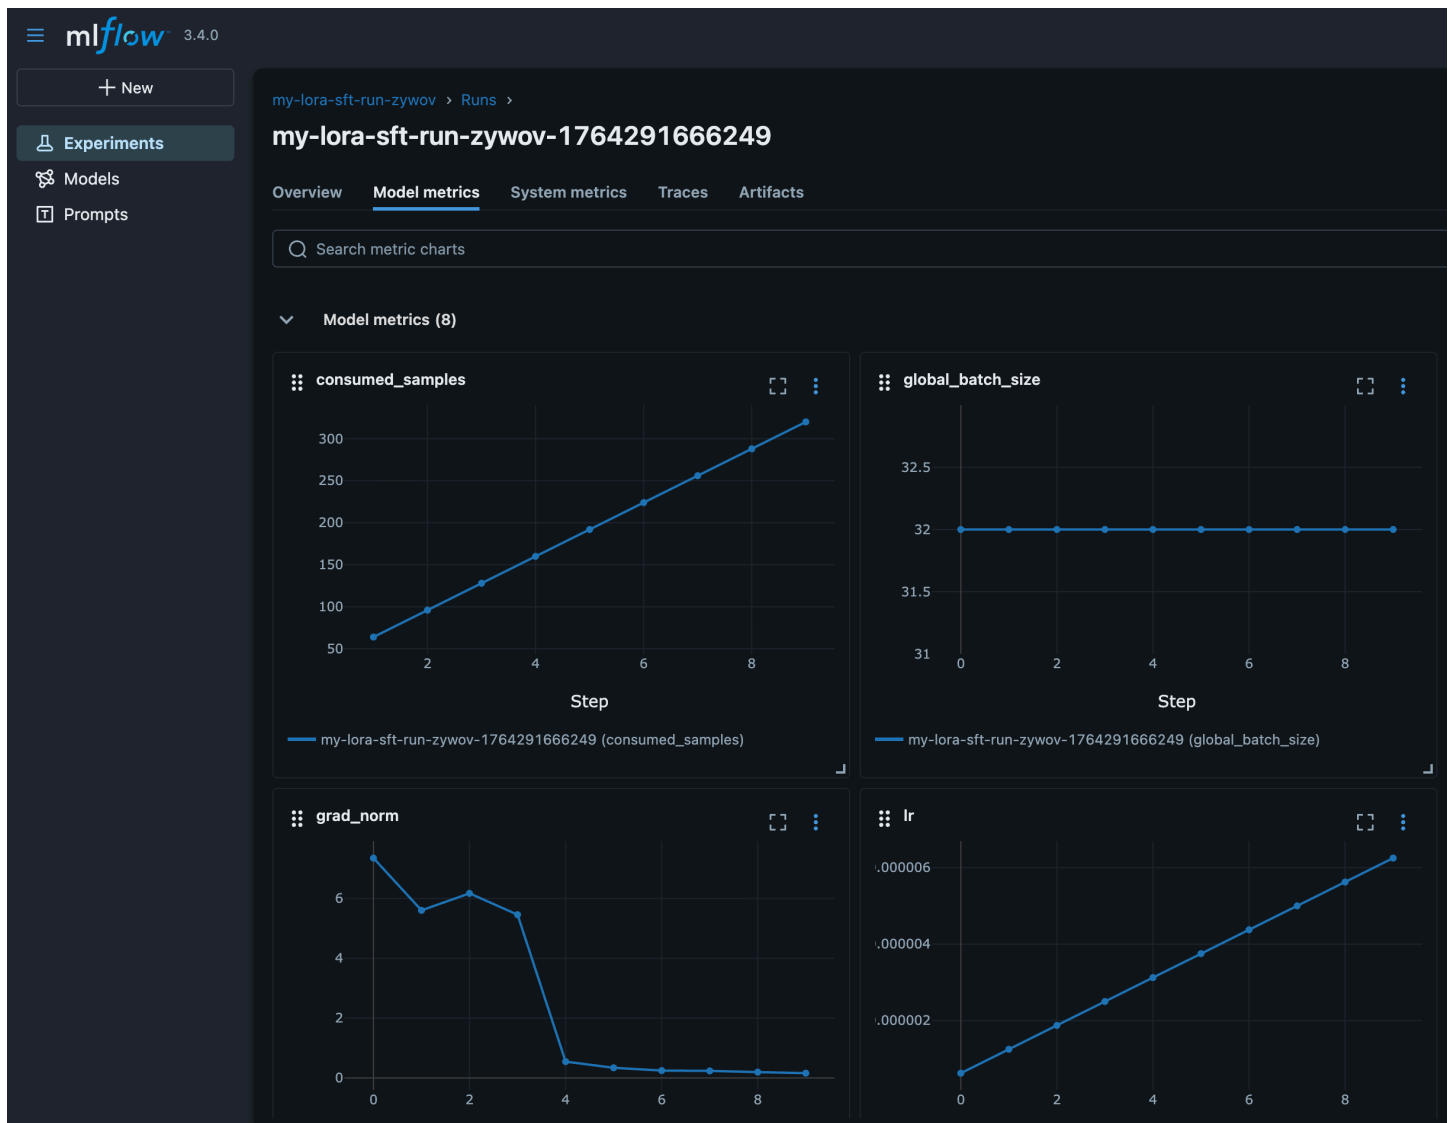 mlflow 3.4.0
New
Experiments
Models
Prompts
my-lora-sft-run-zywov > Runs >
my-lora-sft-run-zywov-1764291666249
Overview Model metrics System metrics Traces Artifacts
Search metric charts
Model metrics (8)
consumed_samples
300
250
200
150
100
50
2 4 6 8
Step
my-lora-sft-run-zywov-1764291666249 (consumed_samples)
global_batch_size
32.5
32
31.5
31
0 2 4 6 8
Step
my-lora-sft-run-zywov-1764291666249 (global_batch_size)
grad_norm
6
4
2
0
0 2 4 6 8
lr
.000006
.000004
.000002
0 2 4 6 8